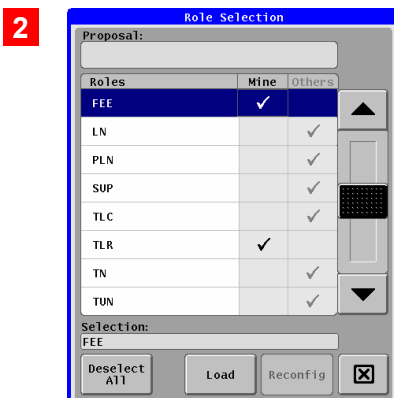 2
Role Selection
Proposal:
Roles Mine Others
FEE ✓
LN ✓
PLN ✓
SUP ✓
TLC ✓
TLR ✓
TN ✓
TUN ✓
Selection:
FEE
Deselect
All
Load
Reconfig